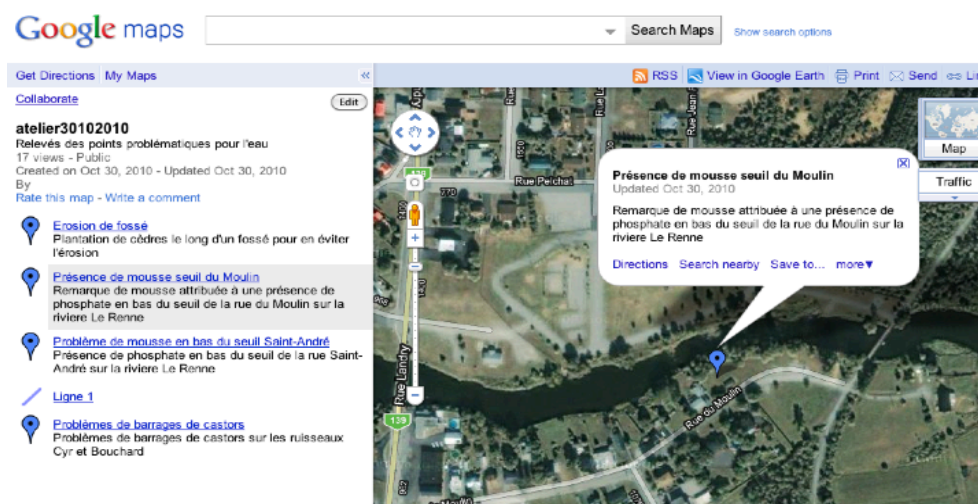 Google maps
Search Maps
Show search options
Get Directions My Maps «
RSS View in Google Earth Print Send
Collaborate
Edit
atelier30102010
Relevés des points problématiques pour l'eau
17 views - Public
Created on Oct 30, 2010 - Updated Oct 30, 2010
By
Rate this map - Write a comment
Erosion de fossé
Plantation de cèdres le long d'un fossé pour en éviter
l'érosion
Présence de mousse seuil du Moulin
Remarque de mousse attribuée à une présence de
phosphate en bas du seuil de la rue du Moulin sur la
riviere Le Renne
Problème de mousse en bas du seuil Saint-André
Présence de phosphate en bas du seuil de la rue Saint-
André sur la riviere Le Renne
Ligne 1
Problèmes de barrages de castors
Problèmes de barrages de castors sur les ruisseaux
Cyr et Bouchard
Map
Traffic
Présence de mousse seuil du Moulin
Updated Oct 30, 2010
Remarque de mousse attribuée à une présence de
phosphate en bas du seuil de la rue du Moulin sur la
riviere Le Renne
Directions Search nearby Save to... more▼
Rue Pelchat
770
Rue Landry
139
Rue du Moulin